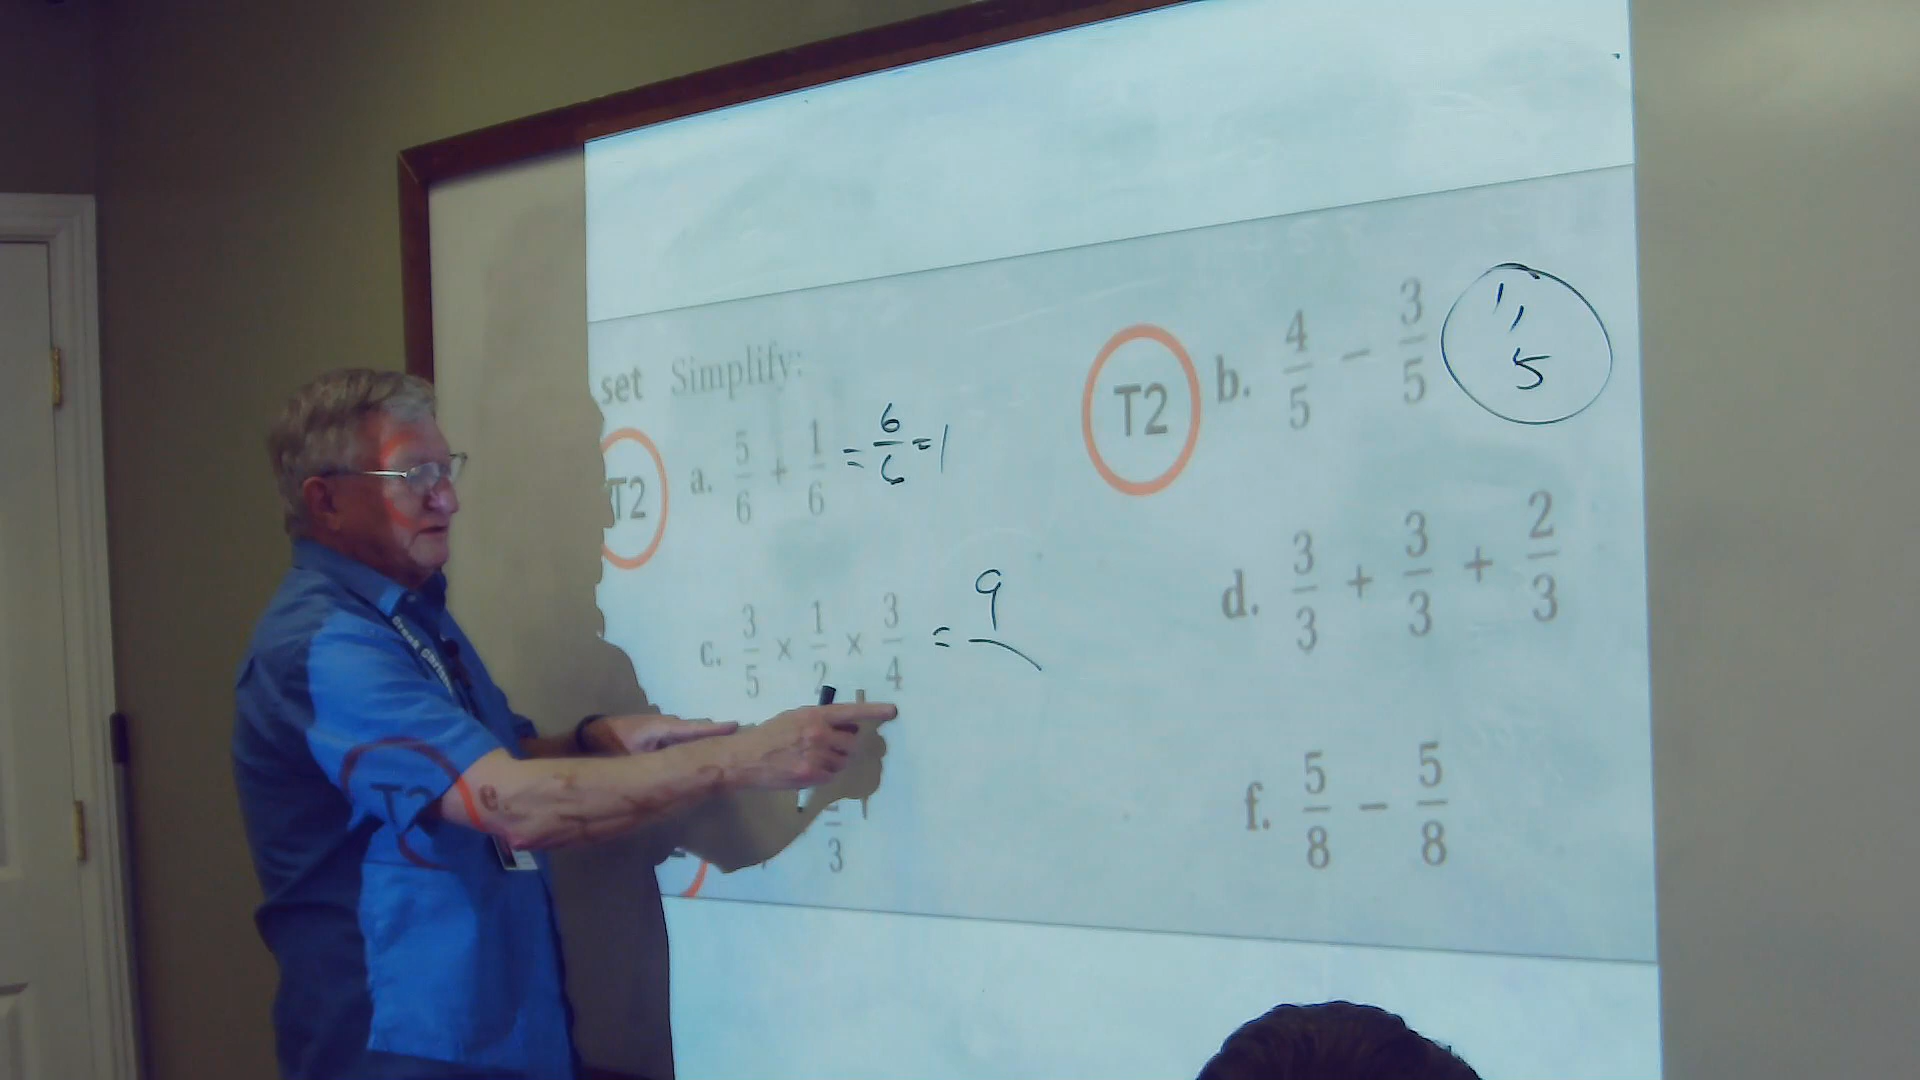 set Simplify:
T2 a. 5/6 + 1/6 = 6/6 = 1
T2 b. 4/5 - 3/5 1/5
c. 3/5 × 1/2 × 3/4 = 9
d. 3/3 + 3/3 + 2/3
T2 e.
3
f. 5/8 - 5/8